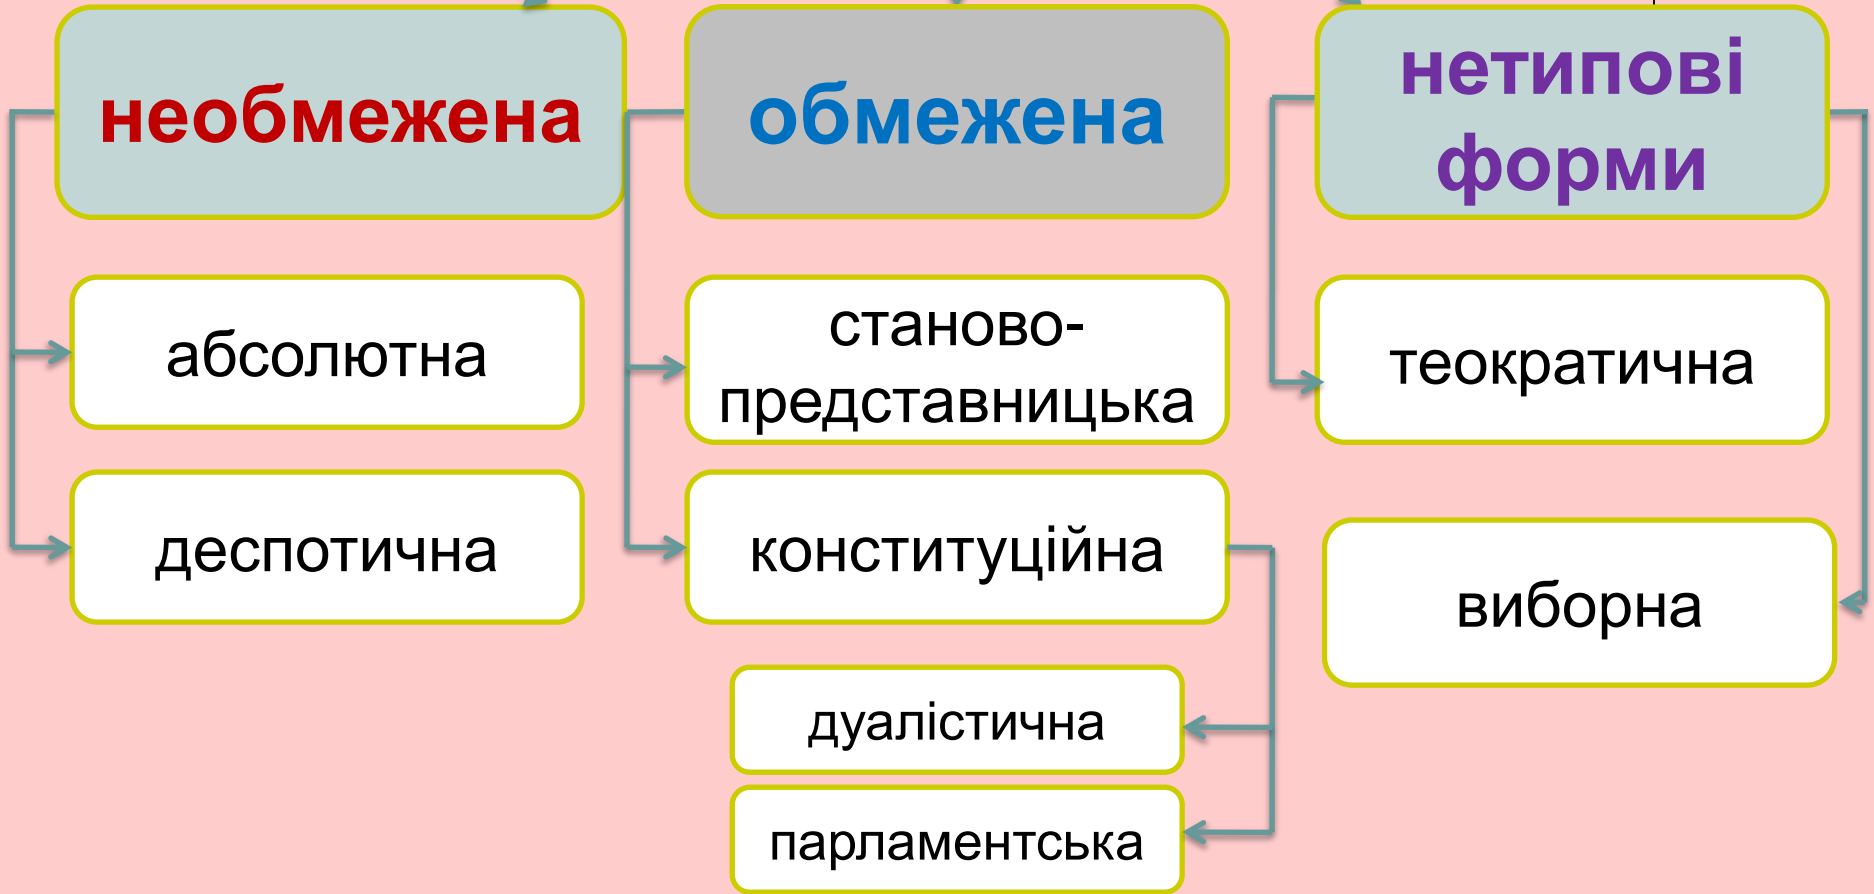 необмежена
абсолютна
деспотична
обмежена
станово-
представницька
конституційна
дуалістична
парламентська
нетипові
форми
теократична
виборна